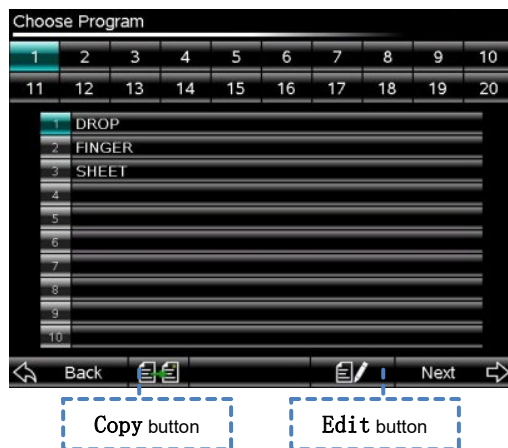 Choose Program
1 2 3 4 5 6 7 8 9 10
11 12 13 14 15 16 17 18 19 20
1 DROP
2 FINGER
3 SHEET
4
5
6
7
8
9
10
Back Next
Copy button Edit button